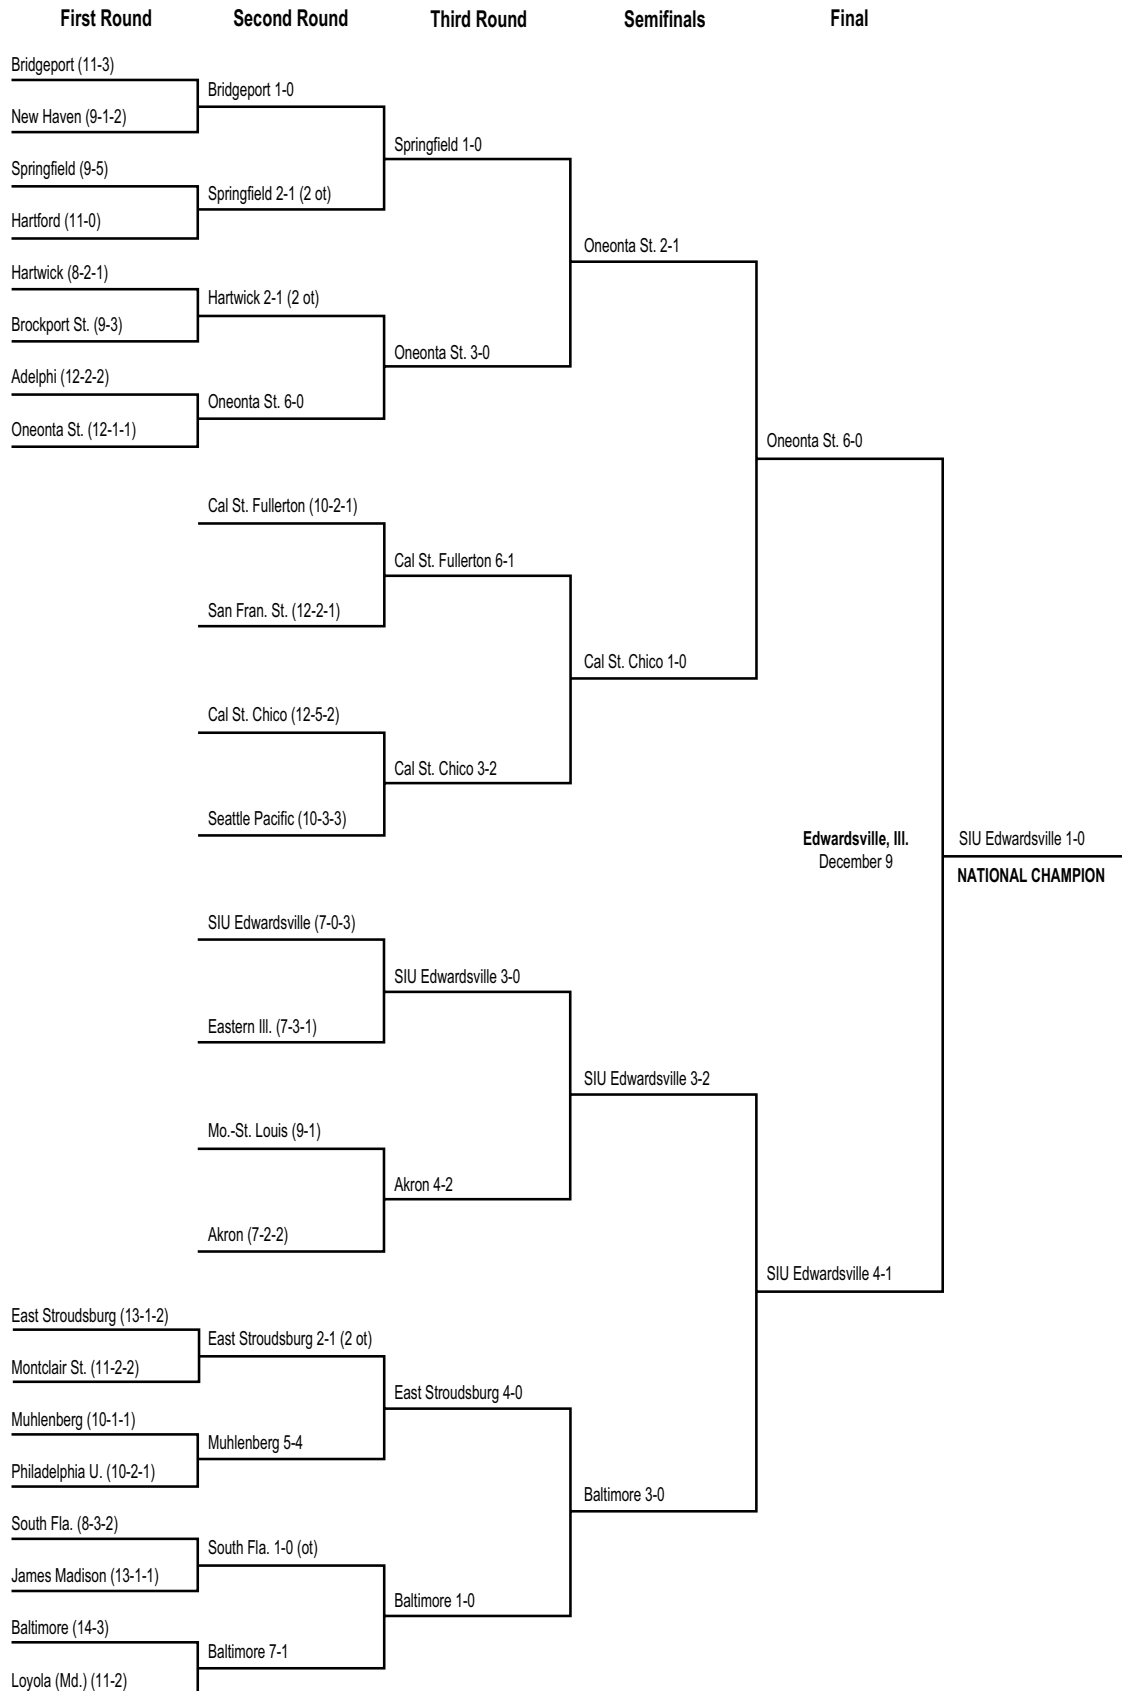 First Round
Second Round
Third Round
Semifinals
Final
Bridgeport (11-3)
Bridgeport 1-0
New Haven (9-1-2)
Springfield 1-0
Springfield (9-5)
Springfield 2-1 (2 ot)
Hartford (11-0)
Oneonta St. 2-1
Hartwick (8-2-1)
Hartwick 2-1 (2 ot)
Brockport St. (9-3)
Oneonta St. 3-0
Adelphi (12-2-2)
Oneonta St. 6-0
Oneonta St. (12-1-1)
Oneonta St. 6-0
Cal St. Fullerton (10-2-1)
Cal St. Fullerton 6-1
San Fran. St. (12-2-1)
Cal St. Chico 1-0
Cal St. Chico (12-5-2)
Cal St. Chico 3-2
Seattle Pacific (10-3-3)
Edwardsville, Ill.
December 9
SIU Edwardsville 1-0
NATIONAL CHAMPION
SIU Edwardsville (7-0-3)
SIU Edwardsville 3-0
Eastern Ill. (7-3-1)
SIU Edwardsville 3-2
Mo.-St. Louis (9-1)
Akron 4-2
Akron (7-2-2)
SIU Edwardsville 4-1
East Stroudsburg (13-1-2)
East Stroudsburg 2-1 (2 ot)
Montclair St. (11-2-2)
East Stroudsburg 4-0
Muhlenberg (10-1-1)
Muhlenberg 5-4
Philadelphia U. (10-2-1)
Baltimore 3-0
South Fla. (8-3-2)
South Fla. 1-0 (ot)
James Madison (13-1-1)
Baltimore 1-0
Baltimore (14-3)
Baltimore 7-1
Loyola (Md.) (11-2)